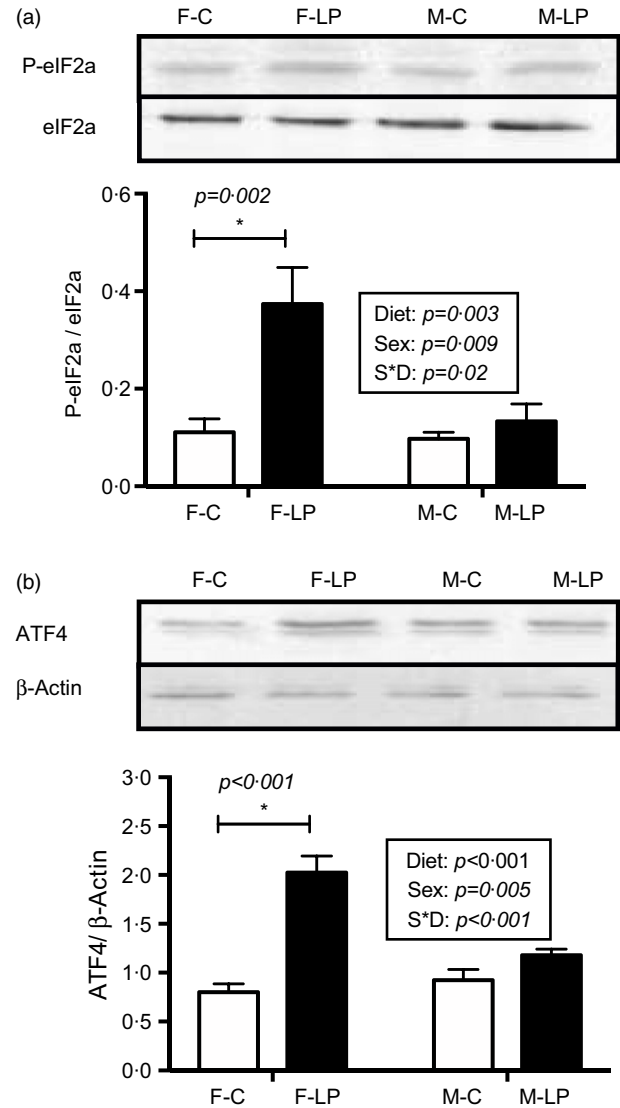 (a)
F-C F-LP M-C M-LP
P-eIF2a
eIF2a
0·6
0·4
0·2
0·0
P-eIF2a / eIF2a
p=0·002
*
Diet: p=0·003
Sex: p=0·009
S*D: p=0·02
F-C F-LP M-C M-LP
(b)
F-C F-LP M-C M-LP
ATF4
β-Actin
3·0
2·5
2·0
1·5
1·0
0·5
0·0
ATF4/ β-Actin
p<0·001
*
Diet: p<0·001
Sex: p=0·005
S*D: p<0·001
F-C F-LP M-C M-LP